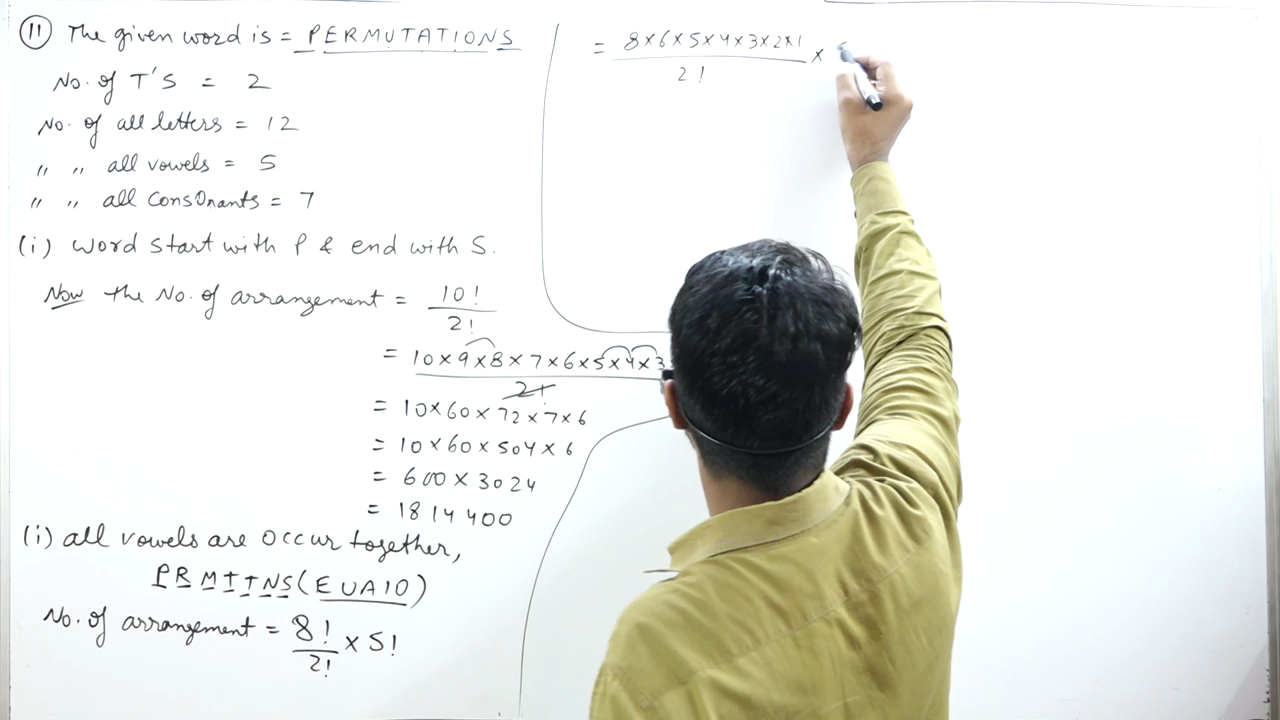 (11) The given word is = PERMUTATIONS
No. of T'S = 2
No. of all letters = 12
" " all vowels = 5
" " all consOnants = 7
(i) Word start with P & end with S.
Now the No. of arrangement = 10! / 2!
= 10×9×8×7×6×5×4×3 / 2!
= 10×60×72×7×6
= 10×60×504×6
= 600×3024
= 1814400
(i) all vowels are occur together,
PRMTTNS(EUAIO)
No. of arrangement = 8! / 2! × 5!
= 8×6×5×4×3×2×1 / 2! ×